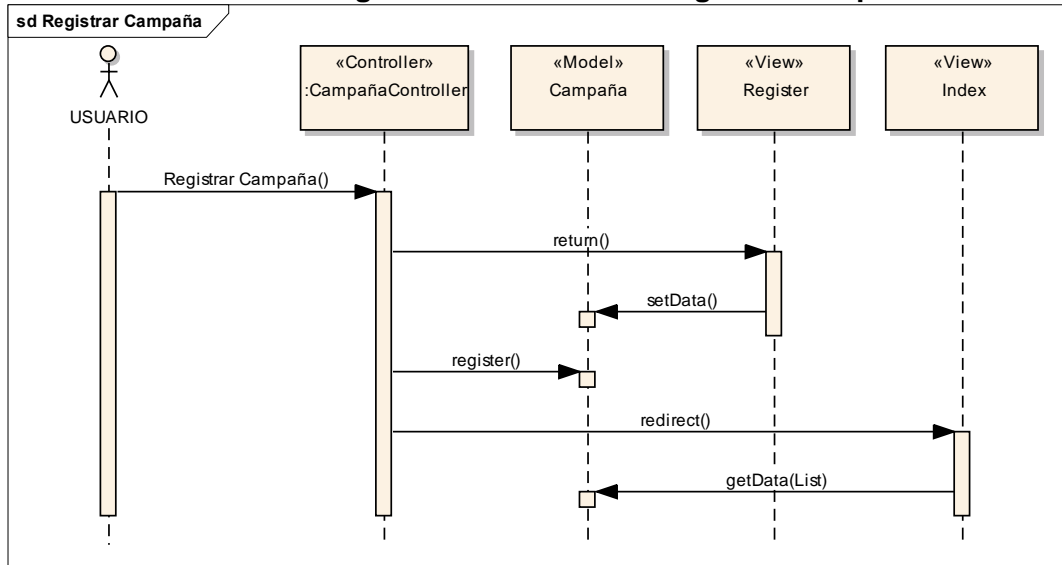 sd Registrar Campaña
USUARIO
«Controller»
:CampañaController
«Model»
Campaña
«View»
Register
«View»
Index
Registrar Campaña()
return()
setData()
register()
redirect()
getData(List)